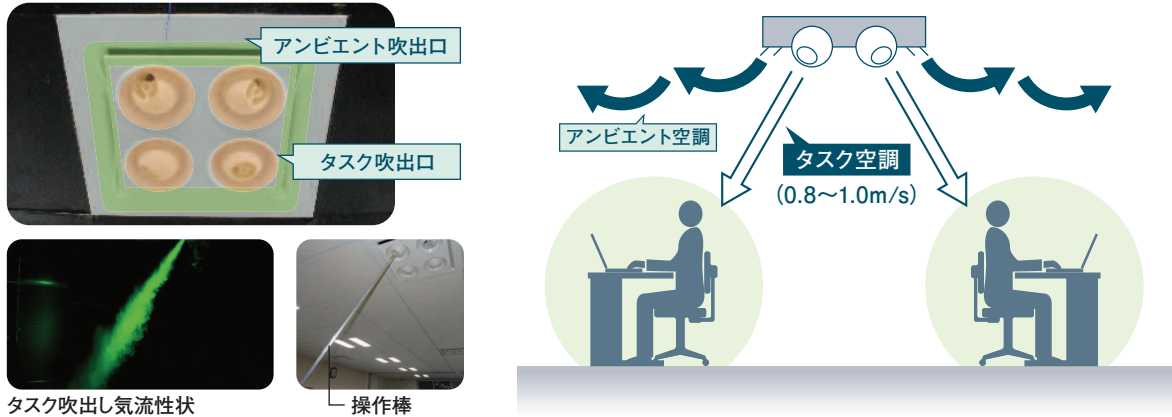 アンビエント吹出口
タスク吹出口
タスク吹出し気流性状
操作棒
アンビエント空調
タスク空調
（0.8～1.0m/s）